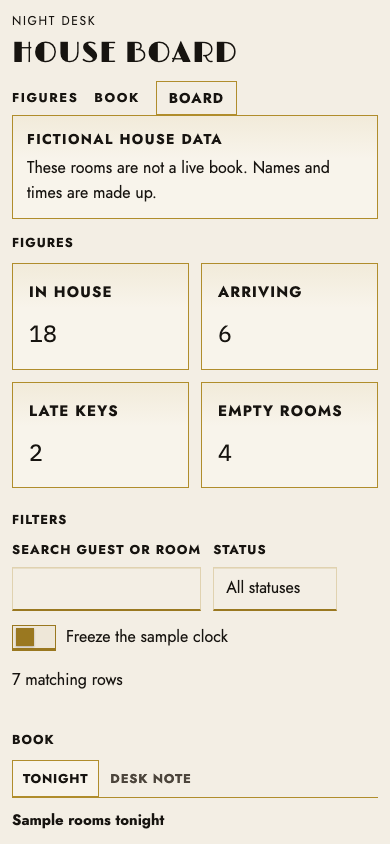 NIGHT DESK
HOUSE BOARD
FIGURES BOOK BOARD
FICTIONAL HOUSE DATA
These rooms are not a live book. Names and
times are made up.
FIGURES
IN HOUSE
18
ARRIVING
6
LATE KEYS
2
EMPTY ROOMS
4
FILTERS
SEARCH GUEST OR ROOM
STATUS
All statuses
Freeze the sample clock
7 matching rows
BOOK
TONIGHT DESK NOTE
Sample rooms tonight